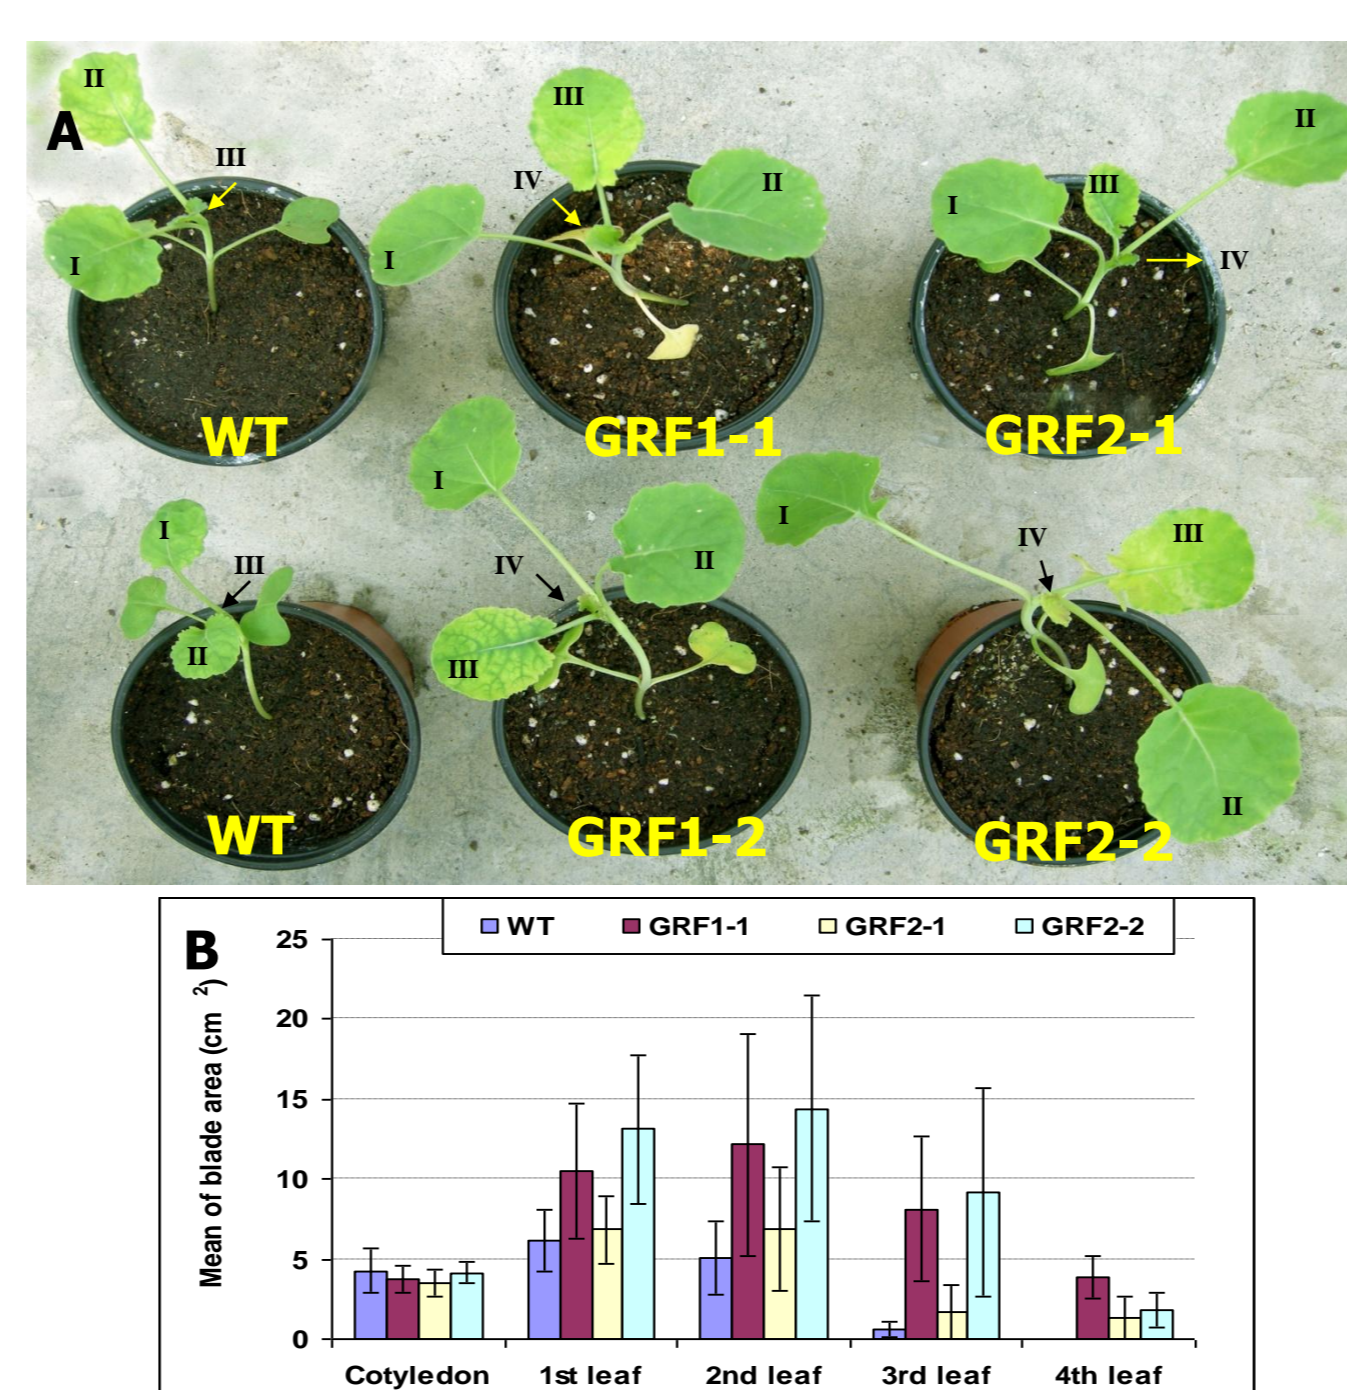 A
II
III
I
III
IV
II
I
II
I
III
IV
WT
GRF1-1
GRF2-1
I
III
II
I
IV
II
III
I
IV
III
II
WT
GRF1-2
GRF2-2
B
WT GRF1-1 GRF2-1 GRF2-2
Mean of blade area (cm 2)
25
20
15
10
5
0
Cotyledon 1st leaf 2nd leaf 3rd leaf 4th leaf